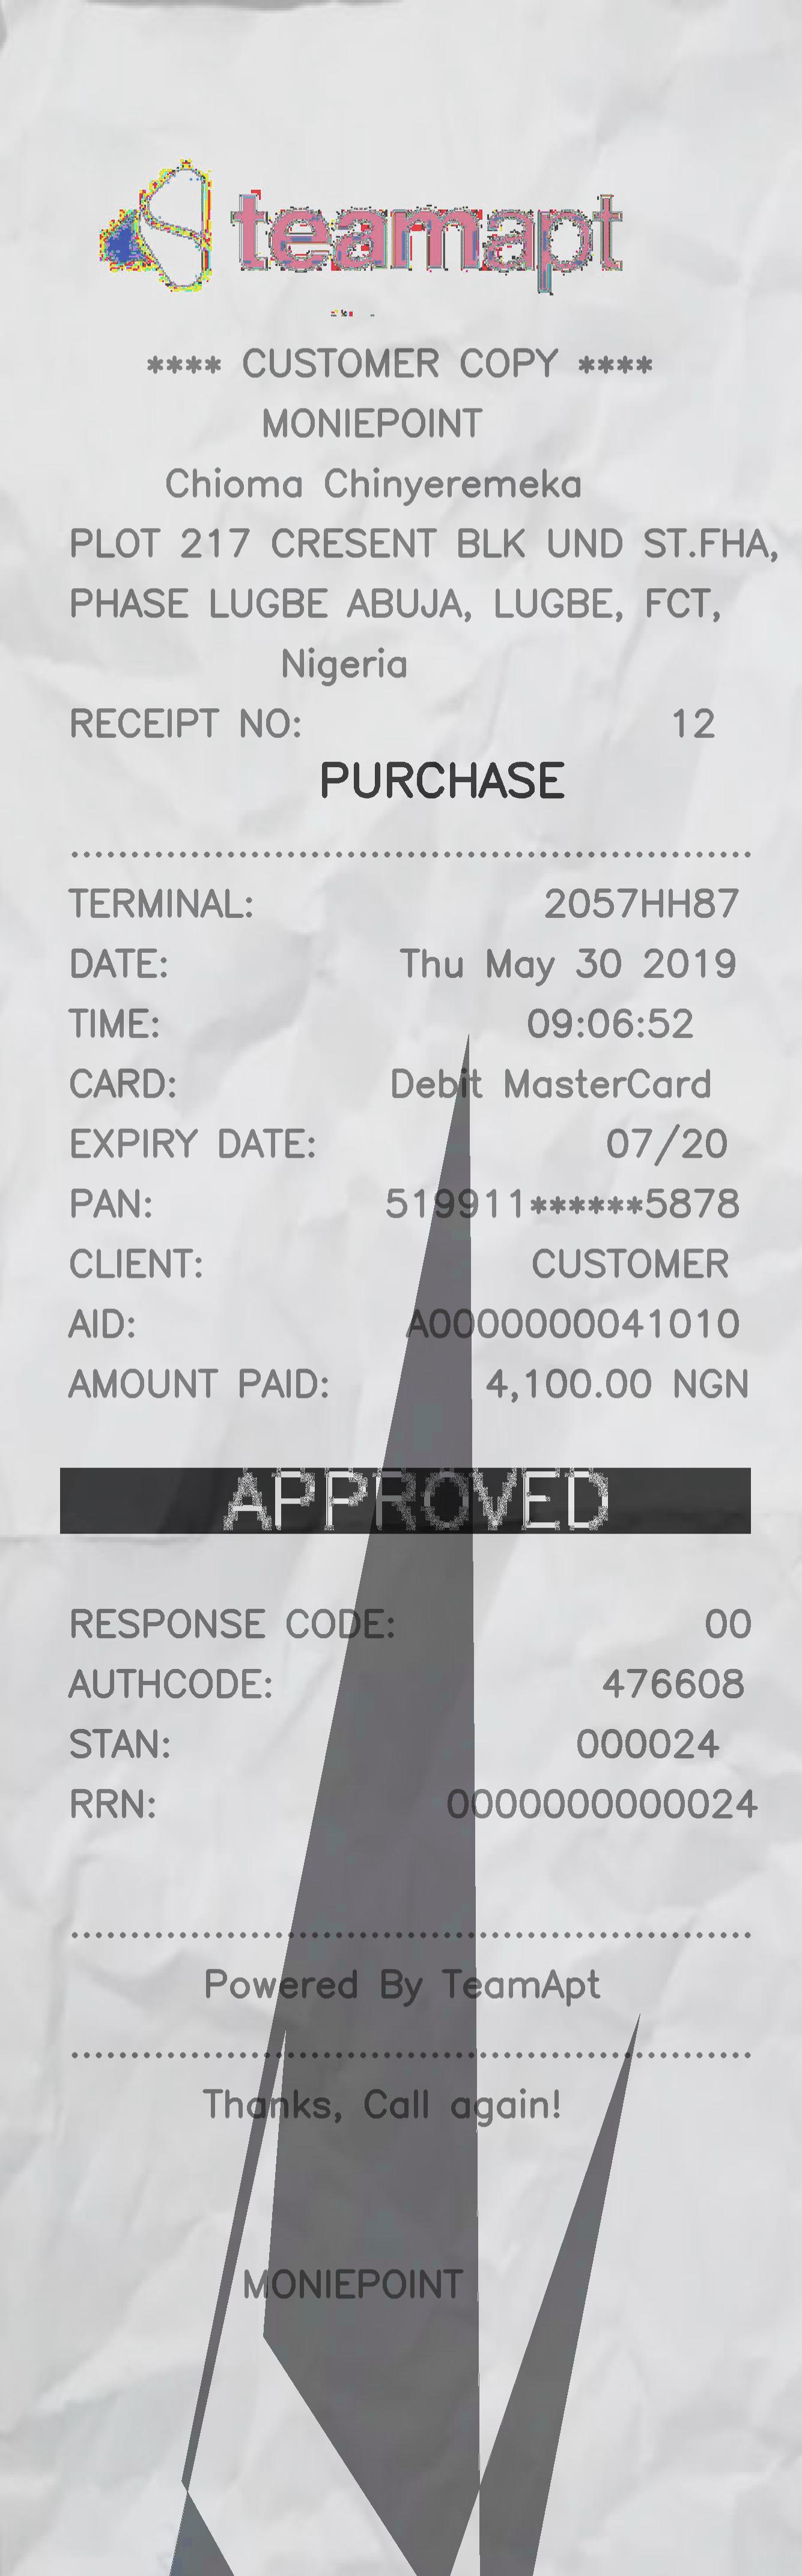 teamapt
**** CUSTOMER COPY ****
MONIEPOINT
Chioma Chinyeremeka
PLOT 217 CRESENT BLK UND ST.FHA,
PHASE LUGBE ABUJA, LUGBE, FCT,
Nigeria
RECEIPT NO: 12
PURCHASE
TERMINAL: 2057HH87
DATE: Thu May 30 2019
TIME: 09:06:52
CARD: Debit MasterCard
EXPIRY DATE: 07/20
PAN: 519911******5878
CLIENT: CUSTOMER
AID: A0000000041010
AMOUNT PAID: 4,100.00 NGN
APPROVED
RESPONSE CODE: 00
AUTHCODE: 476608
STAN: 000024
RRN: 0000000000024
Powered By TeamApt
Thanks, Call again!
MONIEPOINT